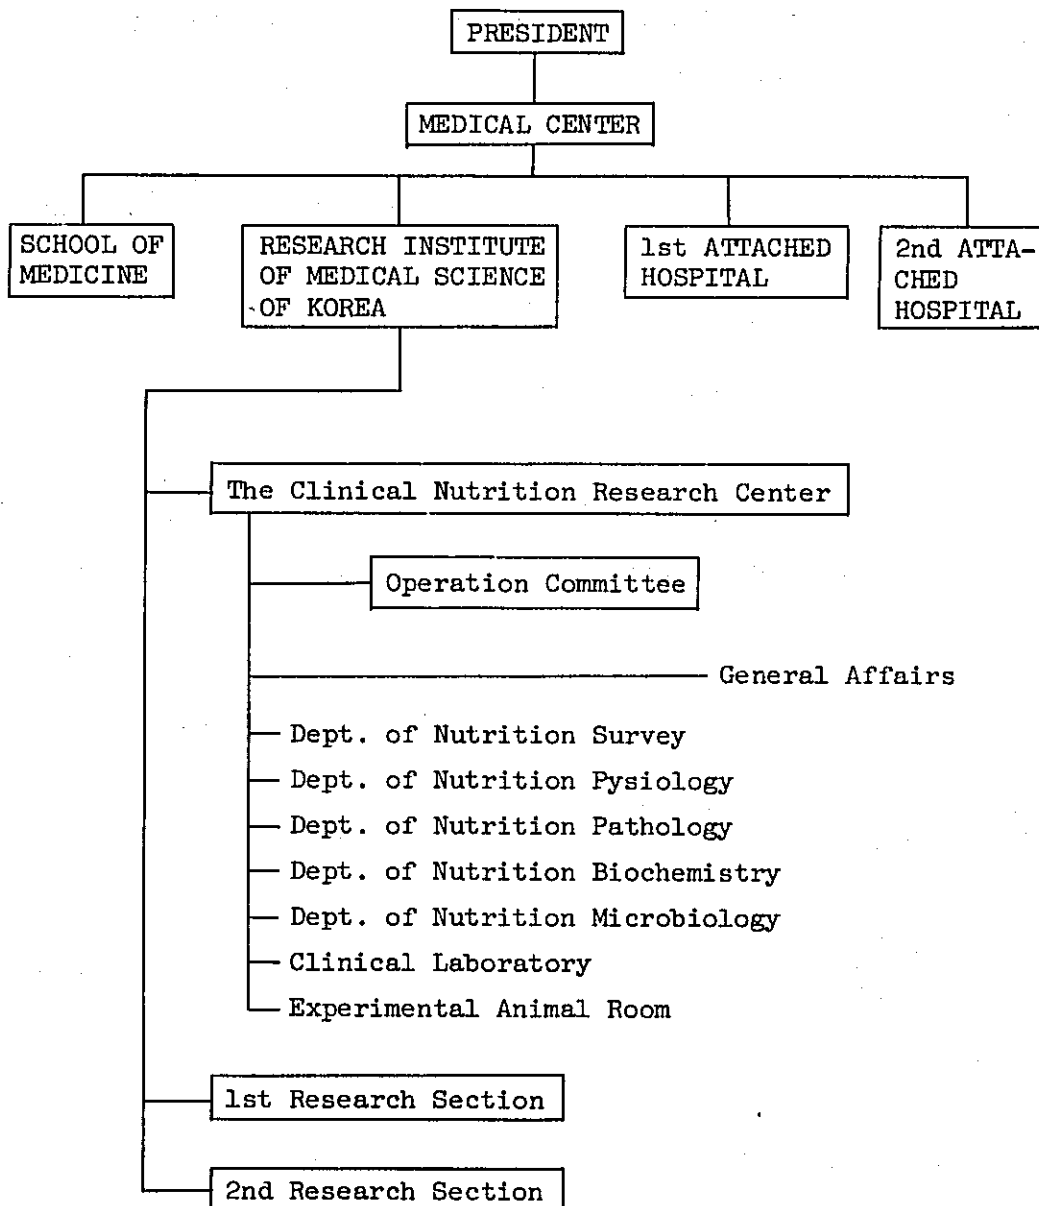 PRESIDENT
MEDICAL CENTER
SCHOOL OF
MEDICINE
RESEARCH INSTITUTE
OF MEDICAL SCIENCE
OF KOREA
1st ATTACHED
HOSPITAL
2nd ATTA-
CHED
HOSPITAL
The Clinical Nutrition Research Center
Operation Committee
General Affairs
Dept. of Nutrition Survey
Dept. of Nutrition Pysiology
Dept. of Nutrition Pathology
Dept. of Nutrition Biochemistry
Dept. of Nutrition Microbiology
Clinical Laboratory
Experimental Animal Room
1st Research Section
2nd Research Section